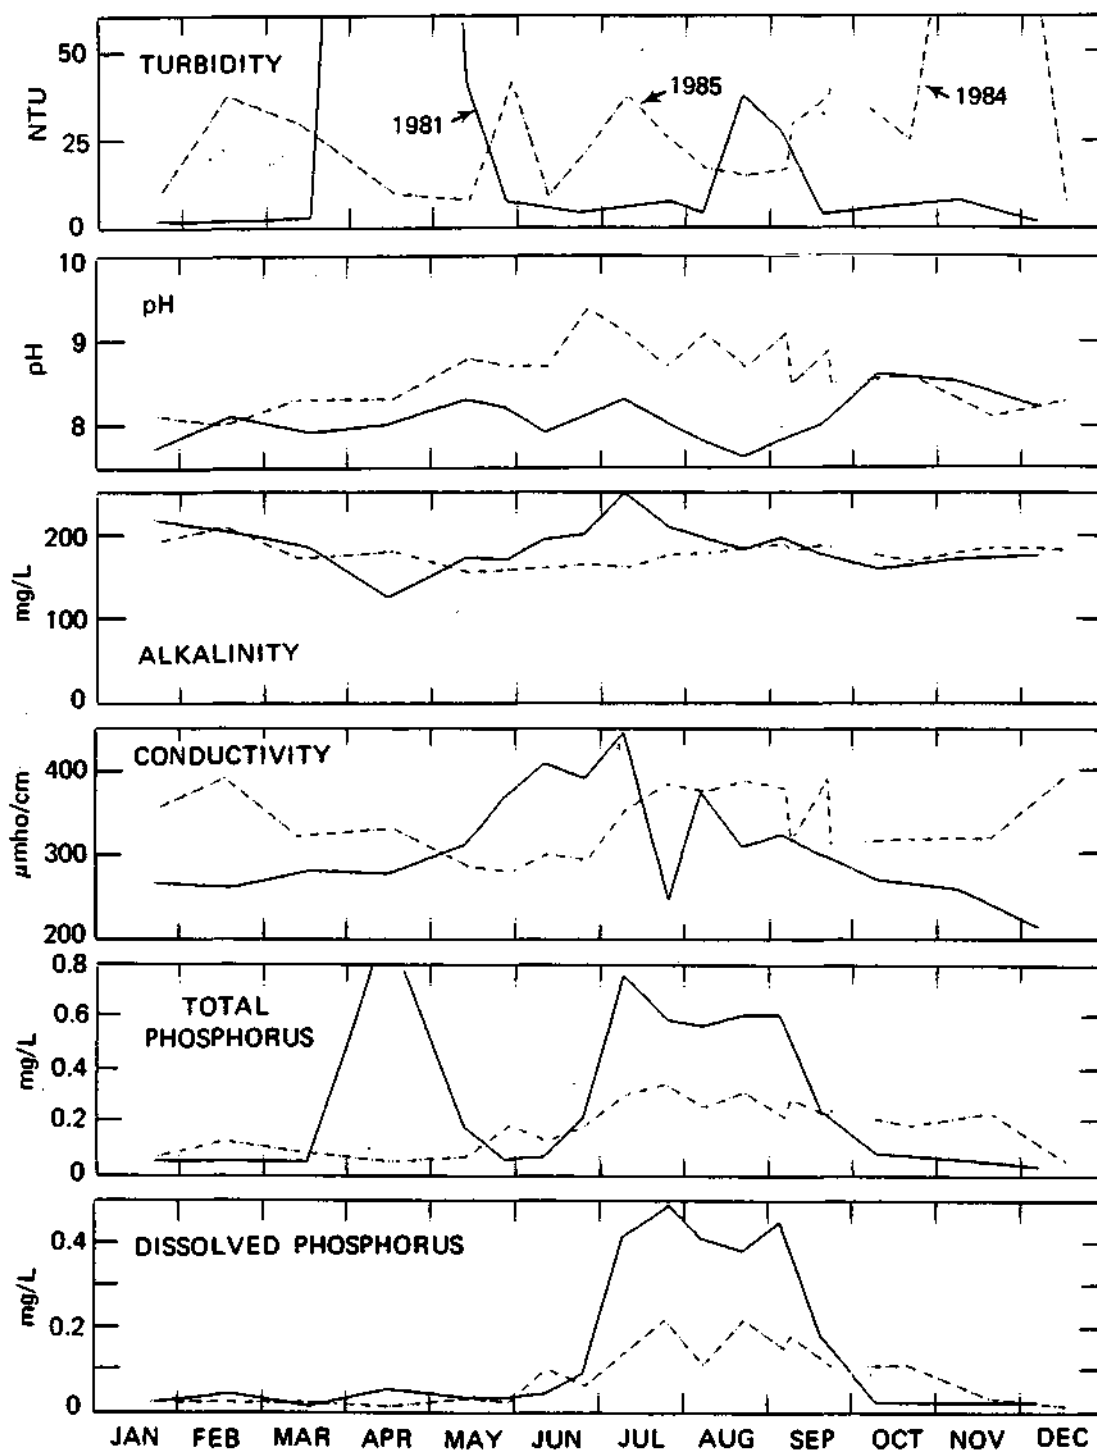 TURBIDITY
NTU
50
25
0
1981
1985
1984
pH
pH
10
9
8
ALKALINITY
mg/L
200
100
0
CONDUCTIVITY
µmho/cm
400
300
200
TOTAL
PHOSPHORUS
mg/L
0.8
0.6
0.4
0.2
0
DISSOLVED PHOSPHORUS
mg/L
0.4
0.2
0
JAN FEB MAR APR MAY JUN JUL AUG SEP OCT NOV DEC